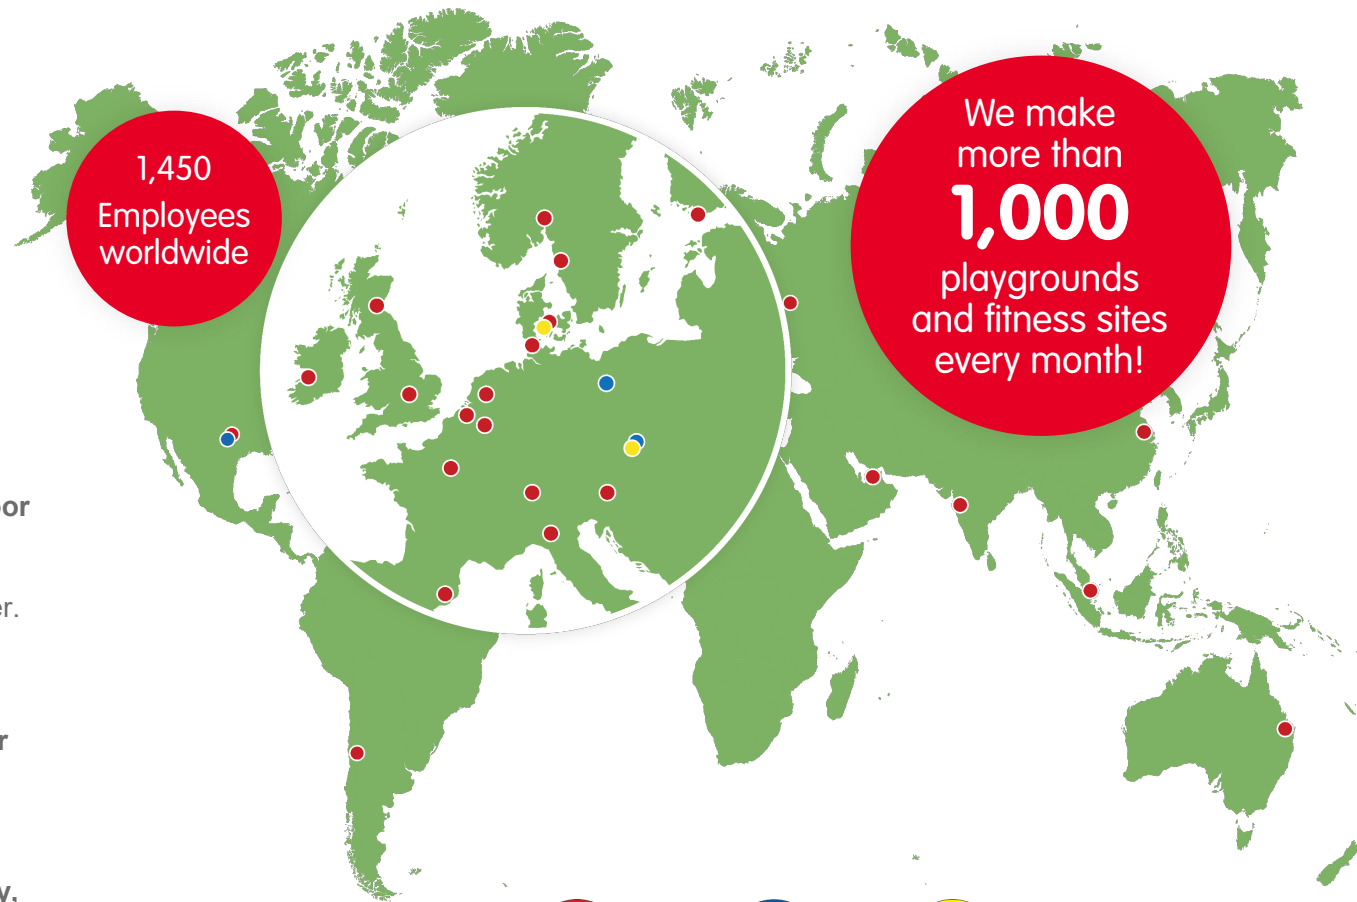 1,450
Employees
worldwide
We make
more than
1,000
playgrounds
and fitness sites
every month!